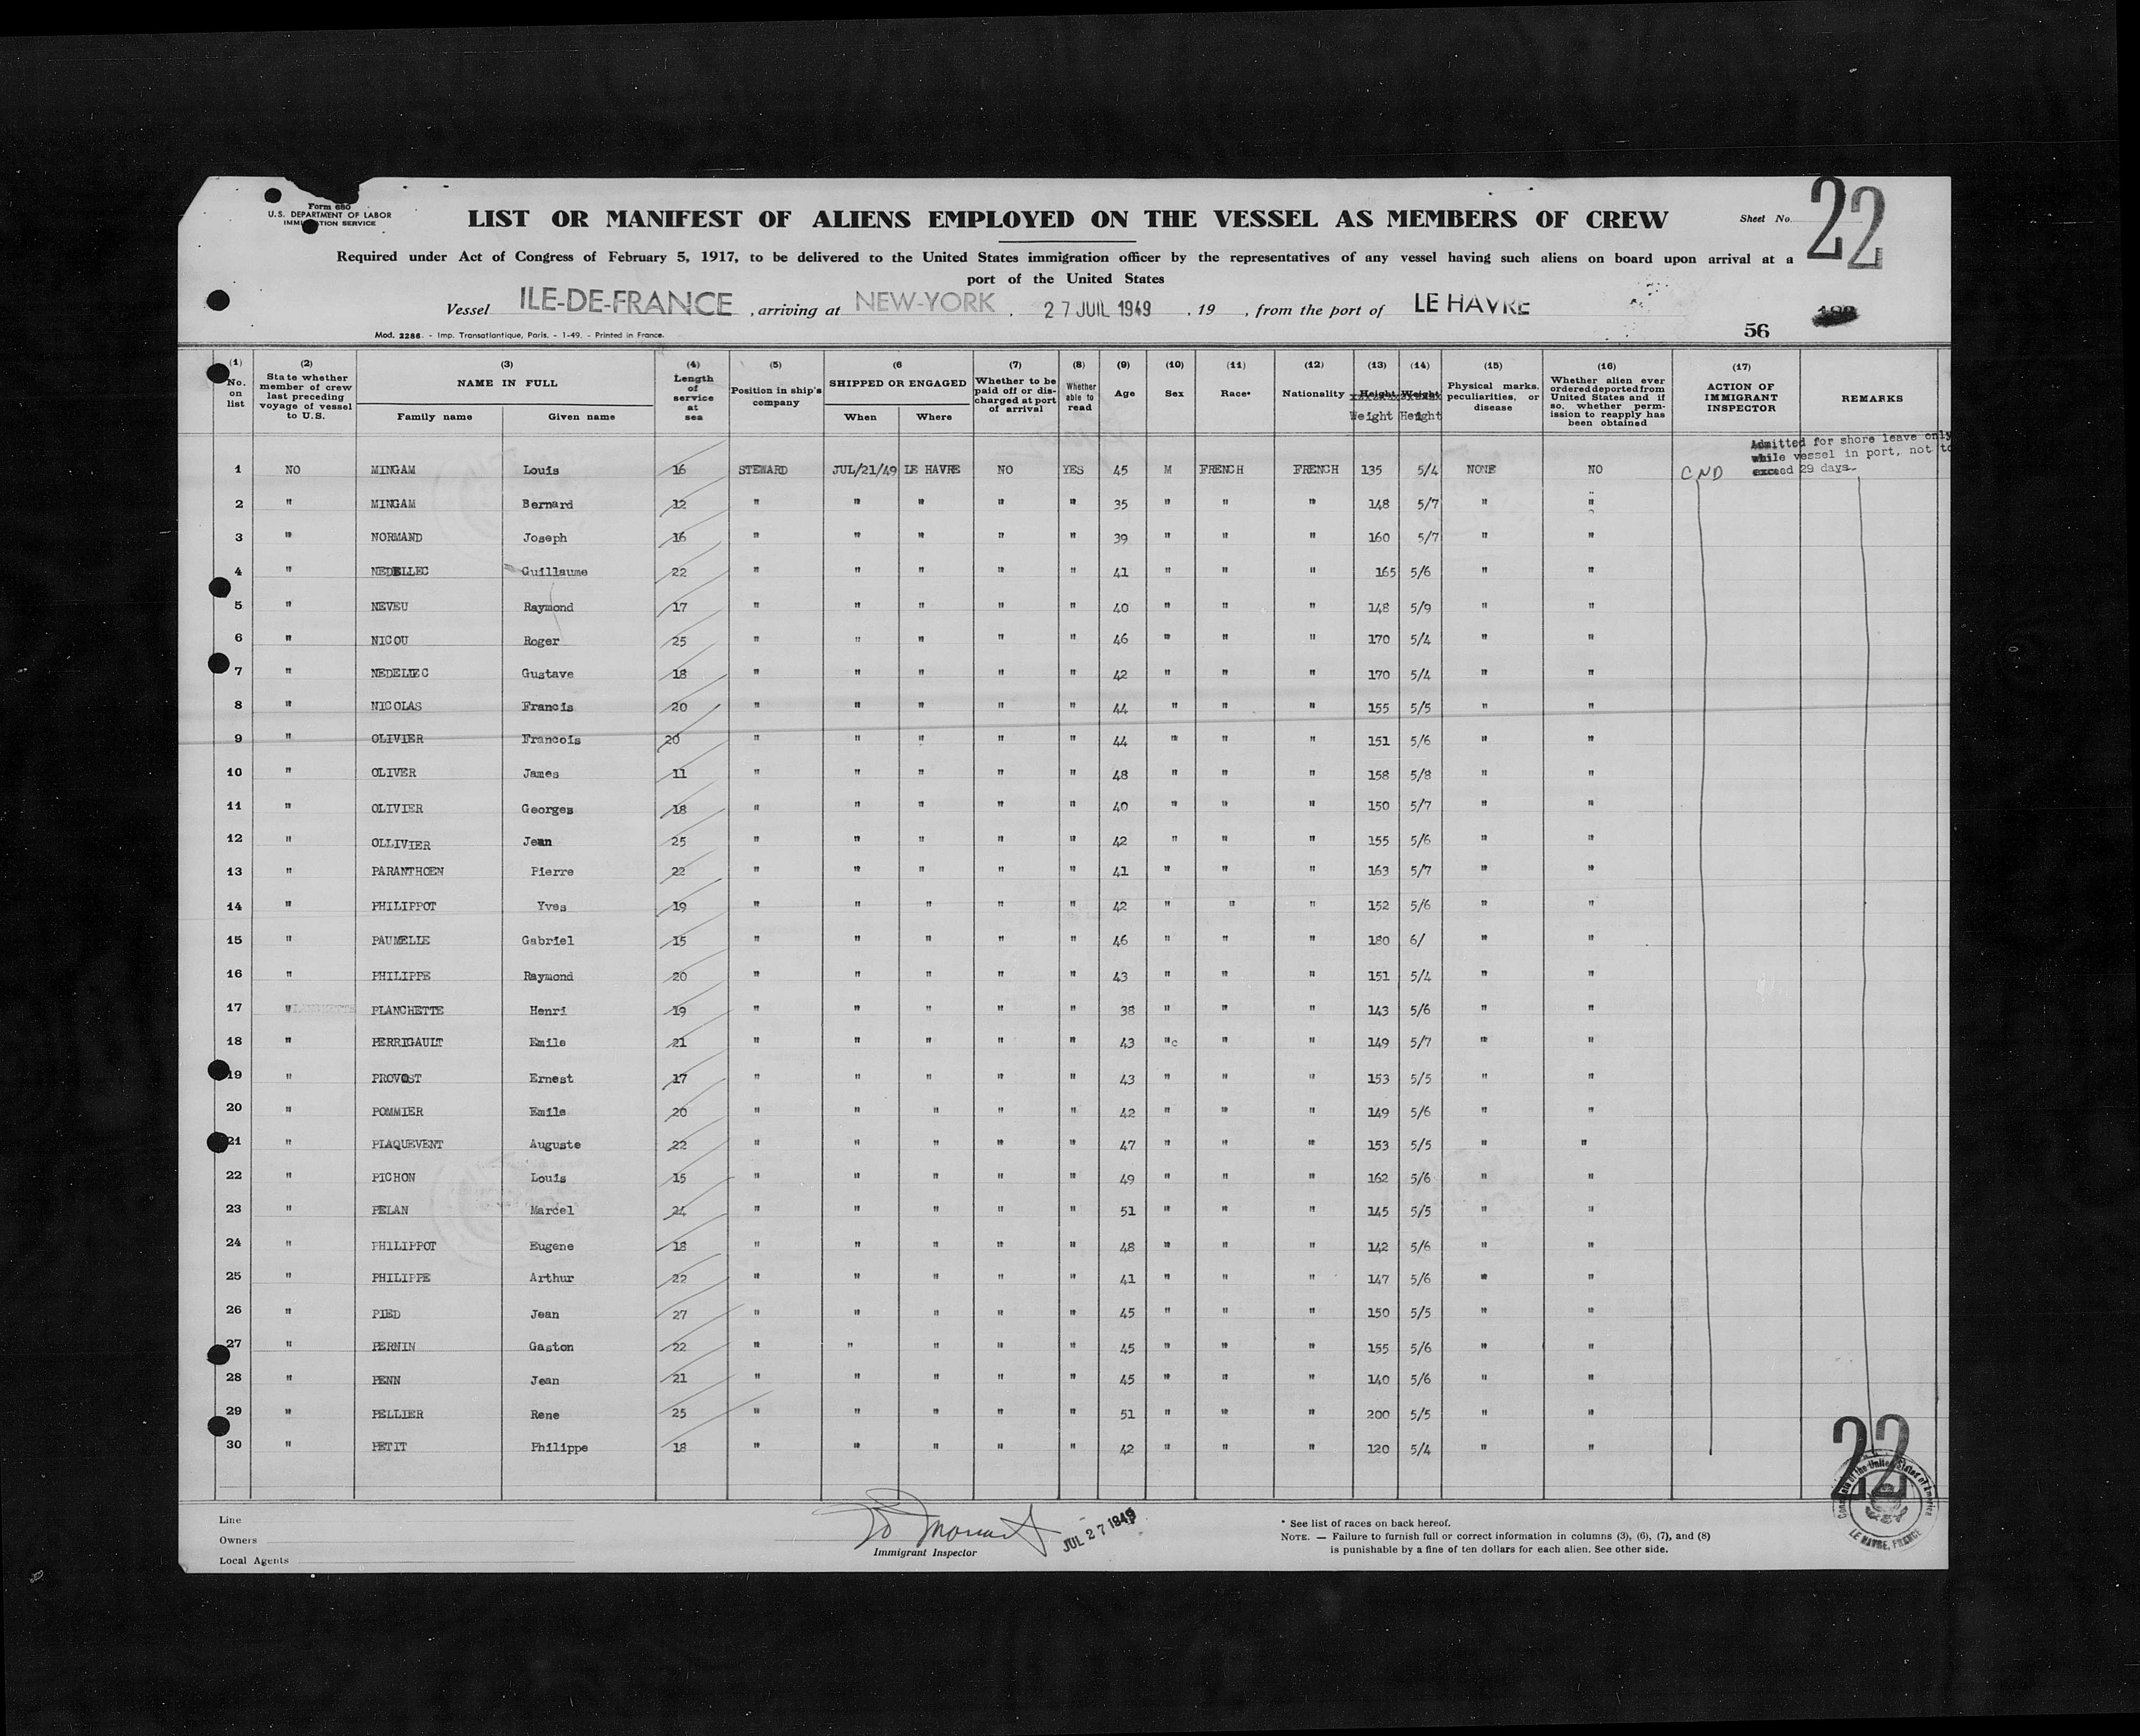 Form 680
U.S. DEPARTMENT OF LABOR
IMMIGRATION SERVICE
LIST OR MANIFEST OF ALIENS EMPLOYED ON THE VESSEL AS MEMBERS OF CREW
Sheet No. 22
Required under Act of Congress of February 5, 1917, to be delivered to the United States immigration officer by the representatives of any vessel having such aliens on board upon arrival at a
port of the United States
Vessel ILE-DE-FRANCE, arriving at NEW-YORK, 27 JUIL 1949, 19 , from the port of LE HAVRE
Mod. 2286. - Imp. Transatlantique, Paris. - 1-49. - Printed in France.
56
(1) No. on list (2) State whether member of crew last preceding voyage of vessel to U.S. (3) NAME IN FULL Family name Given name (4) Length of service at sea (5) Position in ship's company (6 SHIPPED OR ENGAGED When Where (7) Whether to be paid off or discharged at port of arrival (8) Whether able to read (9) Age (10) Sex (11) Race* (12) Nationality (13) Height Weight (14) Weight Height (15) Physical marks, peculiarities, or disease (16) Whether alien ever ordered deported from United States and if so, whether permission to reapply has been obtained (17) ACTION OF IMMIGRANT INSPECTOR REMARKS
Admitted for shore leave only
while vessel in port, not to
exceed 29 days.
1 NO MINGAM Louis 16 STEWARD JUL/21/49 LE HAVRE NO YES 45 M FRENCH FRENCH 135 5/4 NONE NO CND
2 " MINGAM Bernard 12 " " " " " 35 " " " 148 5/7 " "
3 " NORMAND Joseph 16 " " " " " 39 " " " 160 5/7 " "
4 " NEDELLEC Guillaume 22 " " " " " 41 " " " 165 5/6 " "
5 " NEVEU Raymond 17 " " " " " 40 " " " 148 5/9 " "
6 " NICOU Roger 25 " " " " " 46 " " " 170 5/4 " "
7 " NEDELIEC Gustave 18 " " " " " 42 " " " 170 5/4 " "
8 " NICOLAS Francis 20 " " " " " 44 " " " 155 5/5 " "
9 " OLIVIER Francois 20 " " " " " 44 " " " 151 5/6 " "
10 " OLIVER James 11 " " " " " 48 " " " 158 5/8 " "
11 " OLIVIER Georges 18 " " " " " 40 " " " 150 5/7 " "
12 " OLLIVIER Jean 25 " " " " " 42 " " " 155 5/6 " "
13 " PARANTHOEN Pierre 22 " " " " " 41 " " " 163 5/7 " "
14 " PHILIPPOT Yves 19 " " " " " 42 " " " 152 5/6 " "
15 " PAUMELLE Gabriel 15 " " " " " 46 " " " 180 6/ " "
16 " PHILIPPE Raymond 20 " " " " " 43 " " " 151 5/4 " "
17 " PLANCHETTE Henri 19 " " " " " 38 " " " 143 5/6 " "
18 " PERRIGAULT Emile 21 " " " " " 43 "c " " 149 5/7 " "
19 " PROVOST Ernest 17 " " " " " 43 " " " 153 5/5 " "
20 " POMMIER Emile 20 " " " " " 42 " " " 149 5/6 " "
21 " PLAQUEVENT Auguste 22 " " " " " 47 " " " 153 5/5 " "
22 " PICHON Louis 15 " " " " " 49 " " " 162 5/6 " "
23 " PELAN Marcel 24 " " " " " 51 " " " 145 5/5 " "
24 " PHILIPPOT Eugene 18 " " " " " 48 " " " 142 5/6 " "
25 " PHILIPPE Arthur 22 " " " " " 41 " " " 147 5/6 " "
26 " PIED Jean 27 " " " " " 45 " " " 150 5/5 " "
27 " PERNIN Gaston 22 " " " " " 45 " " " 155 5/6 " "
28 " PENN Jean 21 " " " " " 45 " " " 140 5/6 " "
29 " PELLIER Rene 25 " " " " " 51 " " " 200 5/5 " "
30 " PETIT Philippe 18 " " " " " 42 " " " 120 5/4 " "
22
Line
Owners
Local Agents
Immigrant Inspector
JUL 27 1949
* See list of races on back hereof.
NOTE. — Failure to furnish full or correct information in columns (3), (6), (7), and (8)
is punishable by a fine of ten dollars for each alien. See other side.
of the United States of America
LE HAVRE, FRANCE